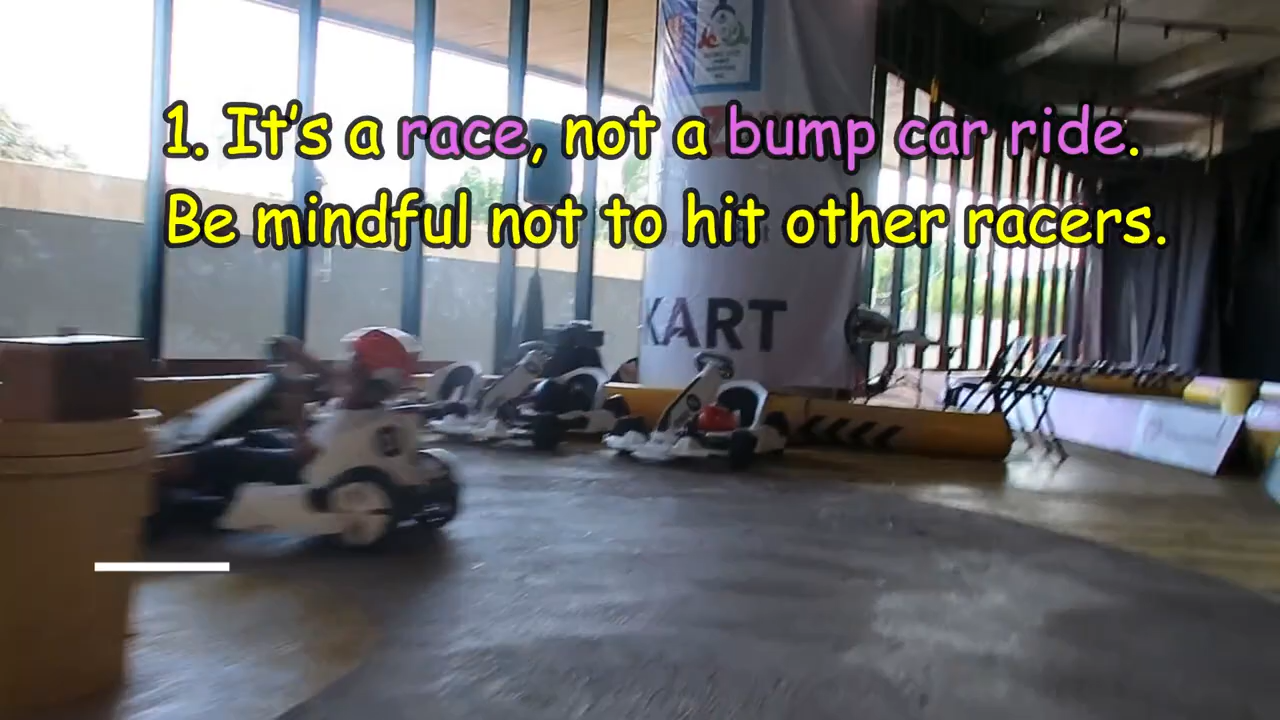 1. It's a race, not a bump car ride.
Be mindful not to hit other racers.
KART